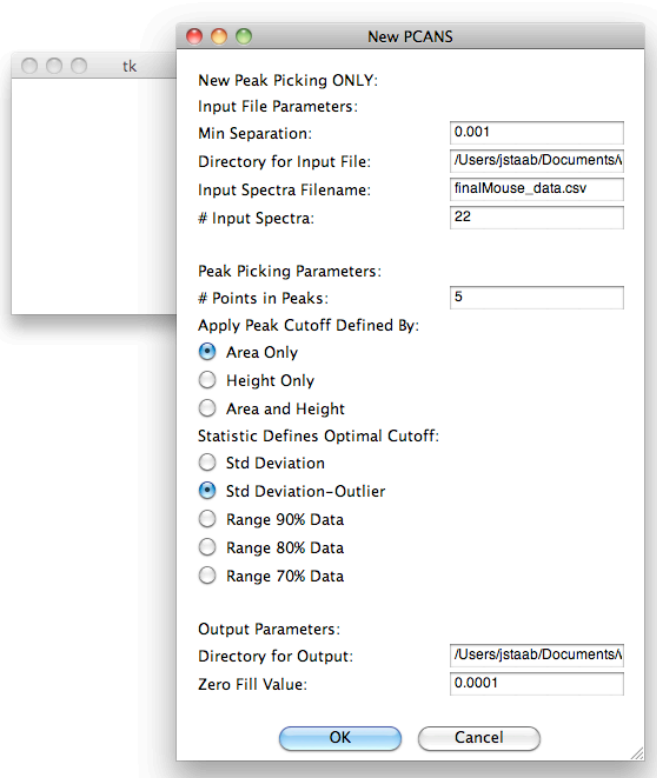 New PCANS
tk
New Peak Picking ONLY:
Input File Parameters:
Min Separation: 0.001
Directory for Input File: /Users/jstaab/Documents/
Input Spectra Filename: finalMouse_data.csv
# Input Spectra: 22
Peak Picking Parameters:
# Points in Peaks: 5
Apply Peak Cutoff Defined By:
Area Only
Height Only
Area and Height
Statistic Defines Optimal Cutoff:
Std Deviation
Std Deviation-Outlier
Range 90% Data
Range 80% Data
Range 70% Data
Output Parameters:
Directory for Output: /Users/jstaab/Documents/
Zero Fill Value: 0.0001
OK Cancel